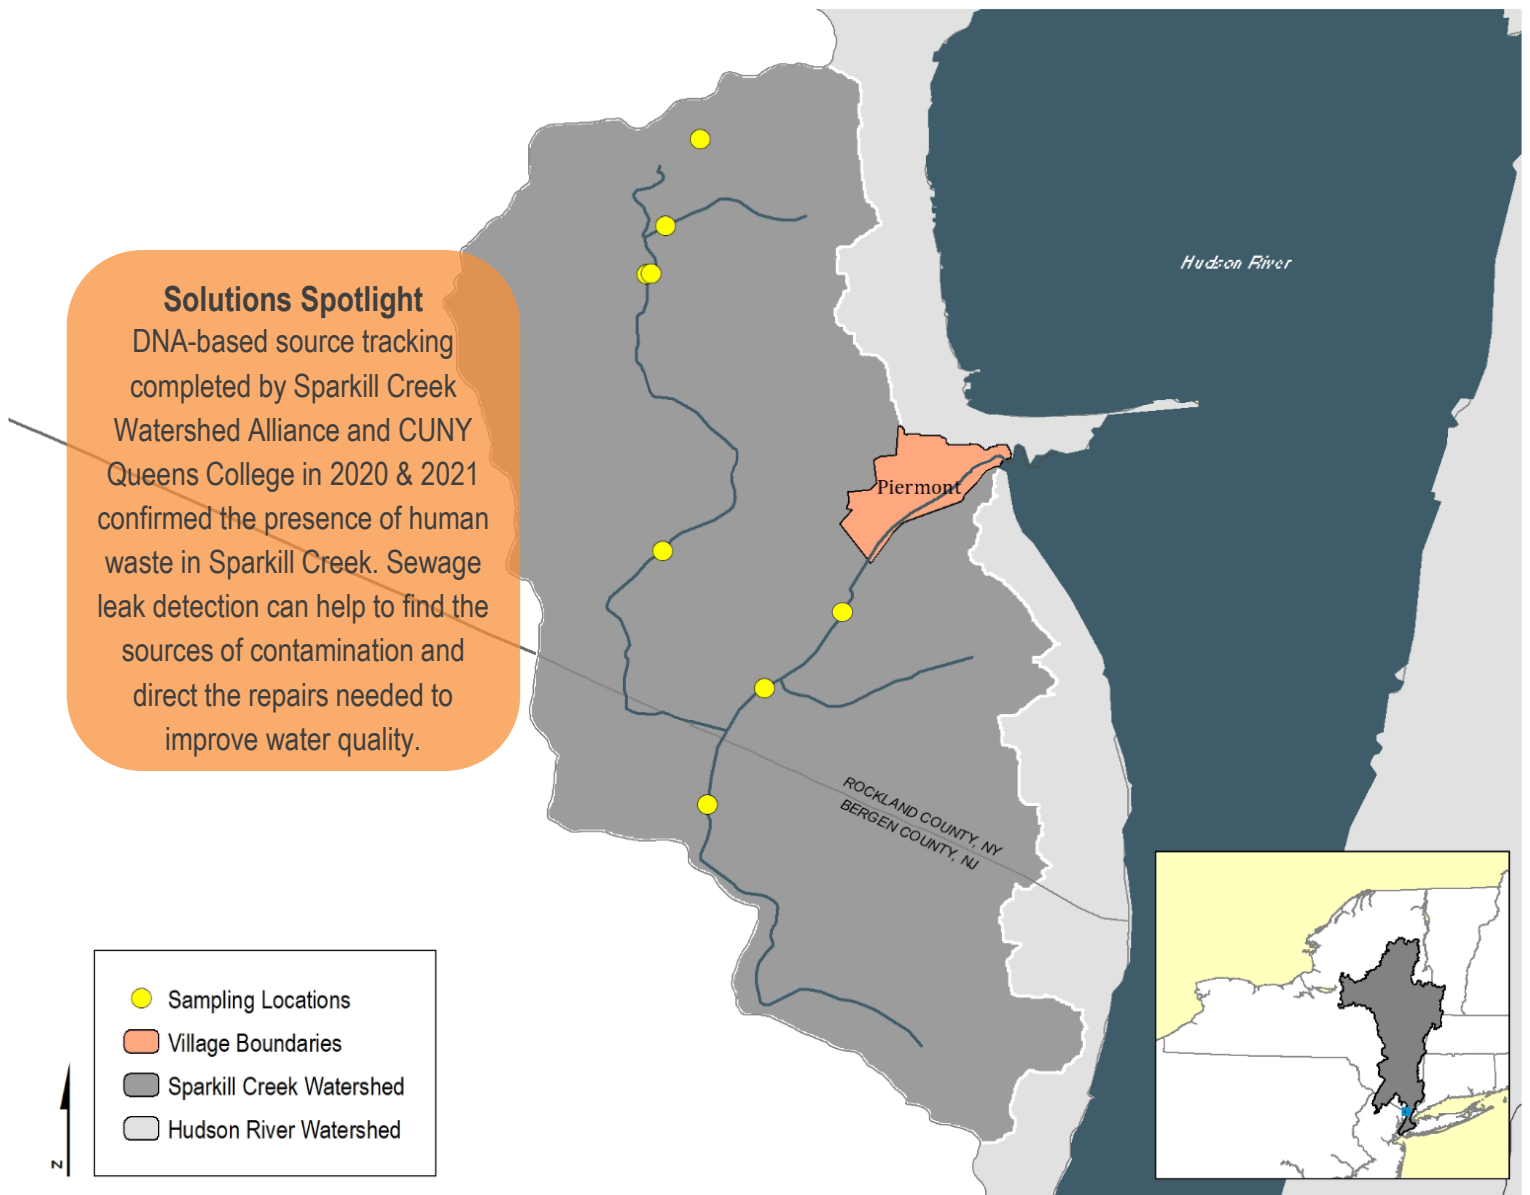 Hudson River
Solutions Spotlight
DNA-based source tracking
completed by Sparkill Creek
Watershed Alliance and CUNY
Queens College in 2020 & 2021
confirmed the presence of human
waste in Sparkill Creek. Sewage
leak detection can help to find the
sources of contamination and
direct the repairs needed to
improve water quality.
Piermont
ROCKLAND COUNTY, NY
BERGEN COUNTY, NJ
Sampling Locations
Village Boundaries
Sparkill Creek Watershed
Hudson River Watershed
N